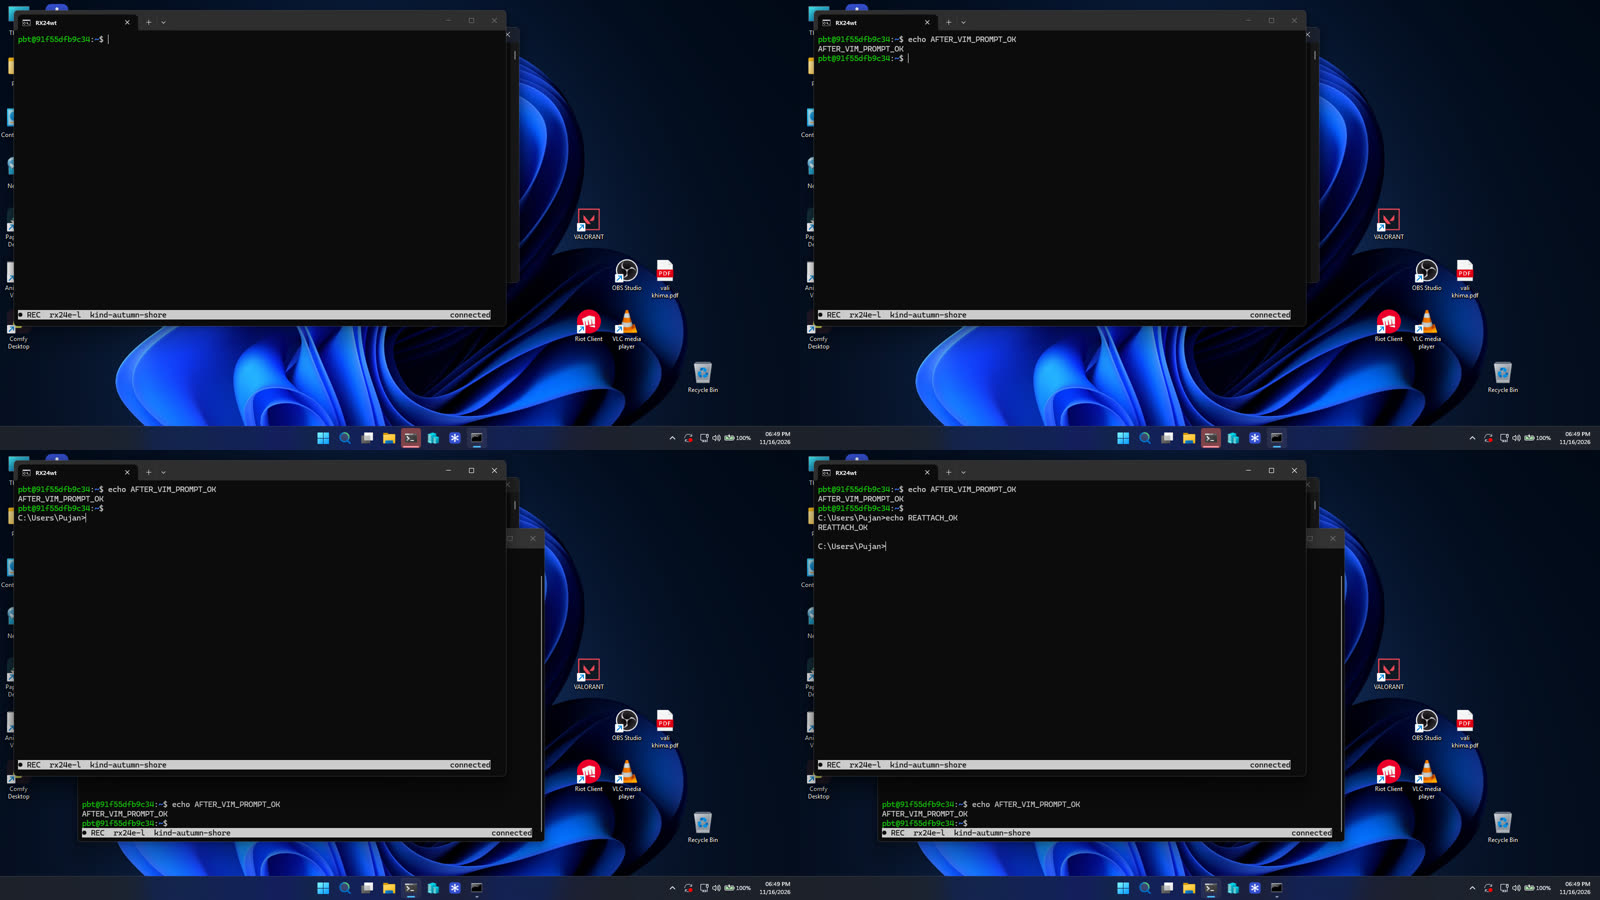 RX24wt
pbt@91f55dfb9c34:~$
● REC  rx24e-l  kind-autumn-shore  connected
VALORANT
OBS Studio
vali
khima.pdf
Riot Client
VLC media
player
Comfy
Desktop
Recycle Bin
100%
06:49 PM
11/16/2026
RX24wt
pbt@91f55dfb9c34:~$ echo AFTER_VIM_PROMPT_OK
AFTER_VIM_PROMPT_OK
pbt@91f55dfb9c34:~$
● REC  rx24e-l  kind-autumn-shore  connected
VALORANT
OBS Studio
vali
khima.pdf
Riot Client
VLC media
player
Comfy
Desktop
Recycle Bin
100%
06:49 PM
11/16/2026
RX24wt
pbt@91f55dfb9c34:~$ echo AFTER_VIM_PROMPT_OK
AFTER_VIM_PROMPT_OK
pbt@91f55dfb9c34:~$
C:\Users\Pujan>
● REC  rx24e-l  kind-autumn-shore  connected
pbt@91f55dfb9c34:~$ echo AFTER_VIM_PROMPT_OK
AFTER_VIM_PROMPT_OK
pbt@91f55dfb9c34:~$
● REC  rx24e-l  kind-autumn-shore  connected
VALORANT
OBS Studio
vali
khima.pdf
Riot Client
VLC media
player
Comfy
Desktop
Recycle Bin
100%
06:49 PM
11/16/2026
RX24wt
pbt@91f55dfb9c34:~$ echo AFTER_VIM_PROMPT_OK
AFTER_VIM_PROMPT_OK
pbt@91f55dfb9c34:~$
C:\Users\Pujan>echo REATTACH_OK
REATTACH_OK
C:\Users\Pujan>
● REC  rx24e-l  kind-autumn-shore  connected
pbt@91f55dfb9c34:~$ echo AFTER_VIM_PROMPT_OK
AFTER_VIM_PROMPT_OK
pbt@91f55dfb9c34:~$
● REC  rx24e-l  kind-autumn-shore  connected
VALORANT
OBS Studio
vali
khima.pdf
Riot Client
VLC media
player
Comfy
Desktop
Recycle Bin
100%
06:49 PM
11/16/2026